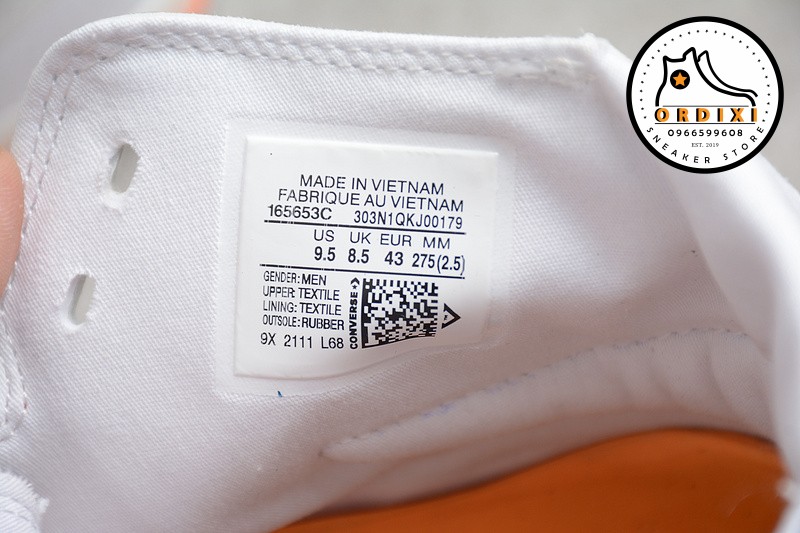 MADE IN VIETNAM
FABRIQUE AU VIETNAM
165653C 303N1QKJ00179
US UK EUR MM
9.5 8.5 43 275(2.5)
GENDER: MEN
UPPER: TEXTILE
LINING: TEXTILE
OUTSOLE: RUBBER
9X 2111 L68
CONVERSE
ORDIXI
0966599608
EST. 2019
SNEAKER STORE